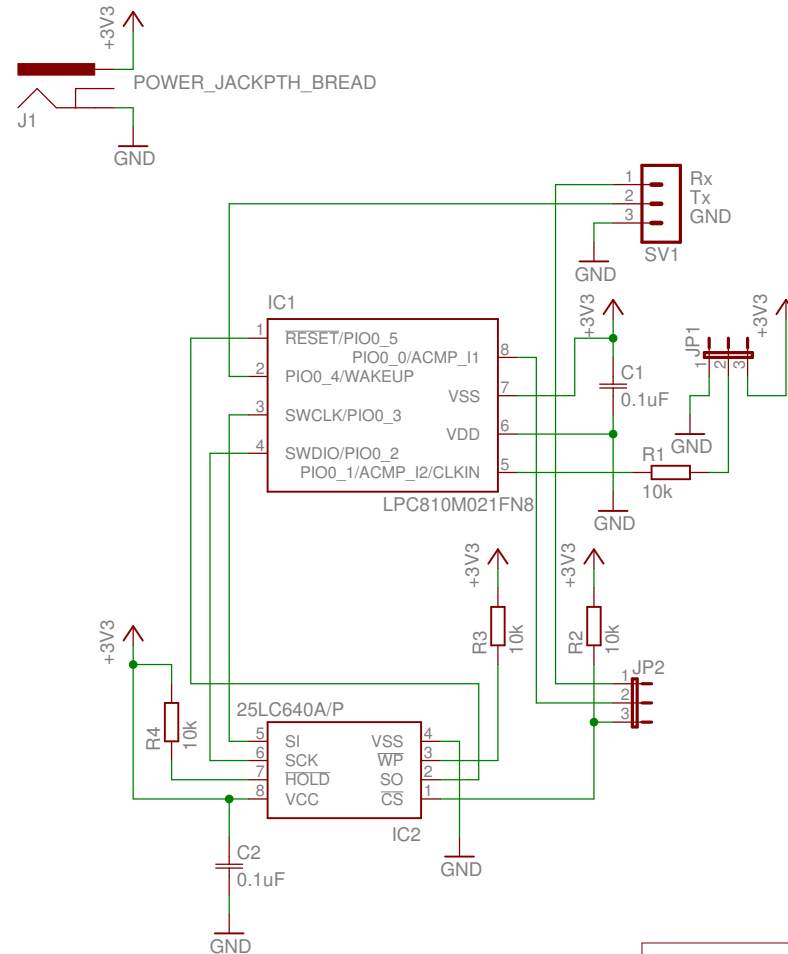 +3V3
POWER_JACKPTH_BREAD
J1
GND
1 Rx
2 Tx
3 GND
SV1
GND
IC1
+3V3
JP1
+3V3
1 RESET/PIO0_5
PIO0_0/ACMP_I1 8
2 PIO0_4/WAKEUP
VSS 7
C1
0.1uF
1 2 3
3 SWCLK/PIO0_3
VDD 6
GND
4 SWDIO/PIO0_2
PIO0_1/ACMP_I2/CLKIN 5
R1
10k
LPC810M021FN8
GND
+3V3
+3V3
R3
10k
R2
10k
+3V3
JP2
1
2
3
25LC640A/P
R4
10k
5 SI VSS 4
6 SCK WP 3
7 HOLD SO 2
8 VCC CS 1
IC2
C2
0.1uF
GND
GND